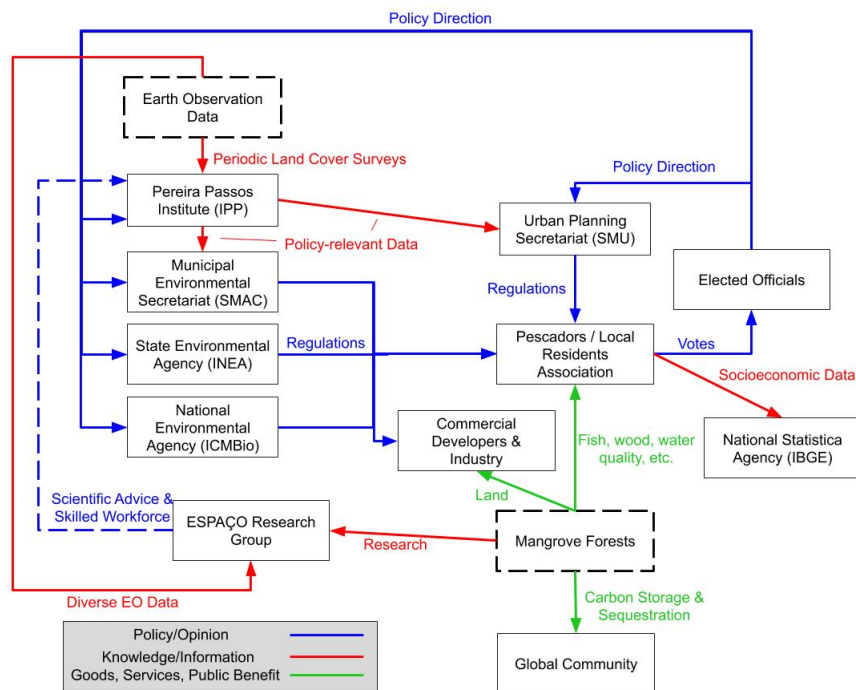 Policy Direction
Earth Observation
Data
Periodic Land Cover Surveys
Policy Direction
Pereira Passos
Institute (IPP)
Urban Planning
Secretariat (SMU)
Policy-relevant Data
Municipal
Environmental
Secretariat (SMAC)
Elected Officials
Regulations
State Environmental
Agency (INEA)
Regulations
Pescadors / Local
Residents
Association
Votes
Socioeconomic Data
National
Environmental
Agency (ICMBio)
Commercial
Developers &
Industry
Fish, wood, water
quality, etc.
National Statistica
Agency (IBGE)
Scientific Advice &
Skilled Workforce
Land
ESPAÇO Research
Group
Research
Mangrove Forests
Diverse EO Data
Carbon Storage &
Sequestration
Policy/Opinion
Knowledge/Information
Goods, Services, Public Benefit
Global Community